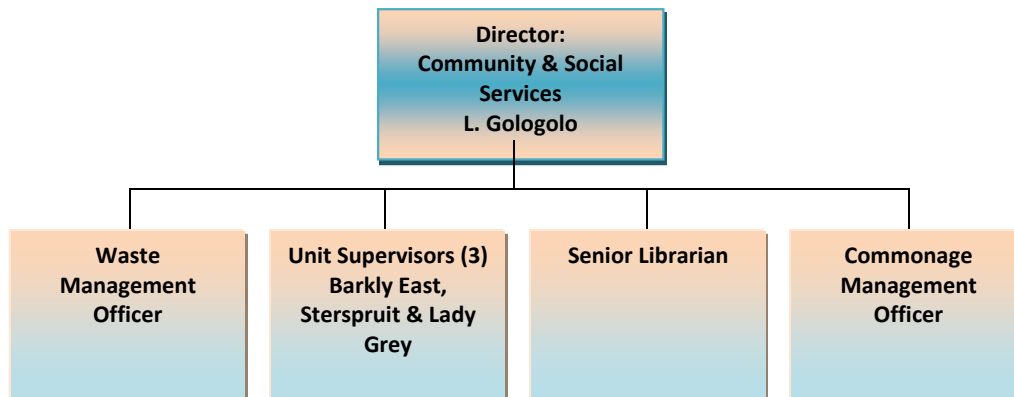 Director:
Community & Social
Services
L. Gologolo
Waste
Management
Officer
Unit Supervisors (3)
Barkly East,
Sterspruit & Lady
Grey
Senior Librarian
Commonage
Management
Officer